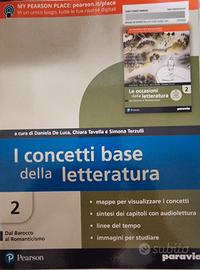 MY PEARSON PLACE: pearson.it/place
In un unico luogo, tutte le tue risorse digitali
Le occasioni
della letteratura
2
a cura di Daniela De Luca, Chiara Tavella e Simona Terzulli
I concetti base
della letteratura
2
Dal Barocco
al Romanticismo
• mappe per visualizzare i concetti
• sintesi dei capitoli con audiolettura
• linee del tempo
• immagini per studiare
Pearson
paravia
subito